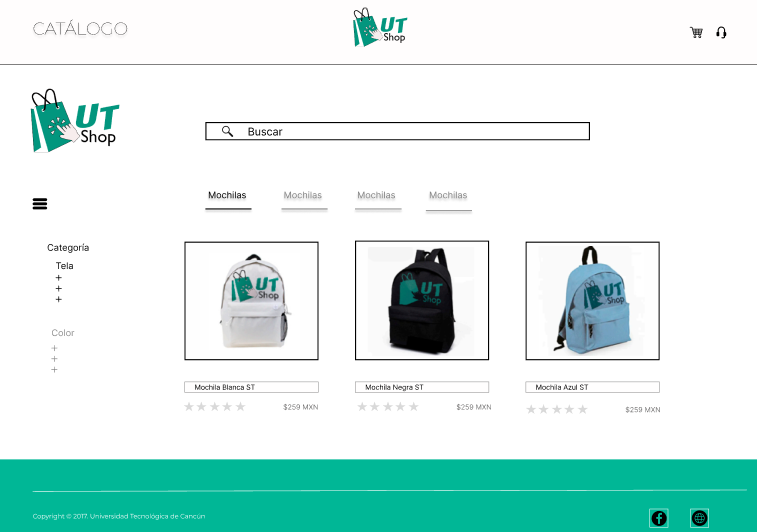 CATÁLOGO
UT
Shop
UT
Shop
Buscar
Mochilas
Mochilas
Mochilas
Mochilas
Categoría
Tela
+
+
+
Color
+
+
+
UT
Shop
UT
Shop
UT
Shop
Mochila Blanca ST
Mochila Negra ST
Mochila Azul ST
$259 MXN
$259 MXN
$259 MXN
Copyright © 2017. Universidad Tecnológica de Cancún